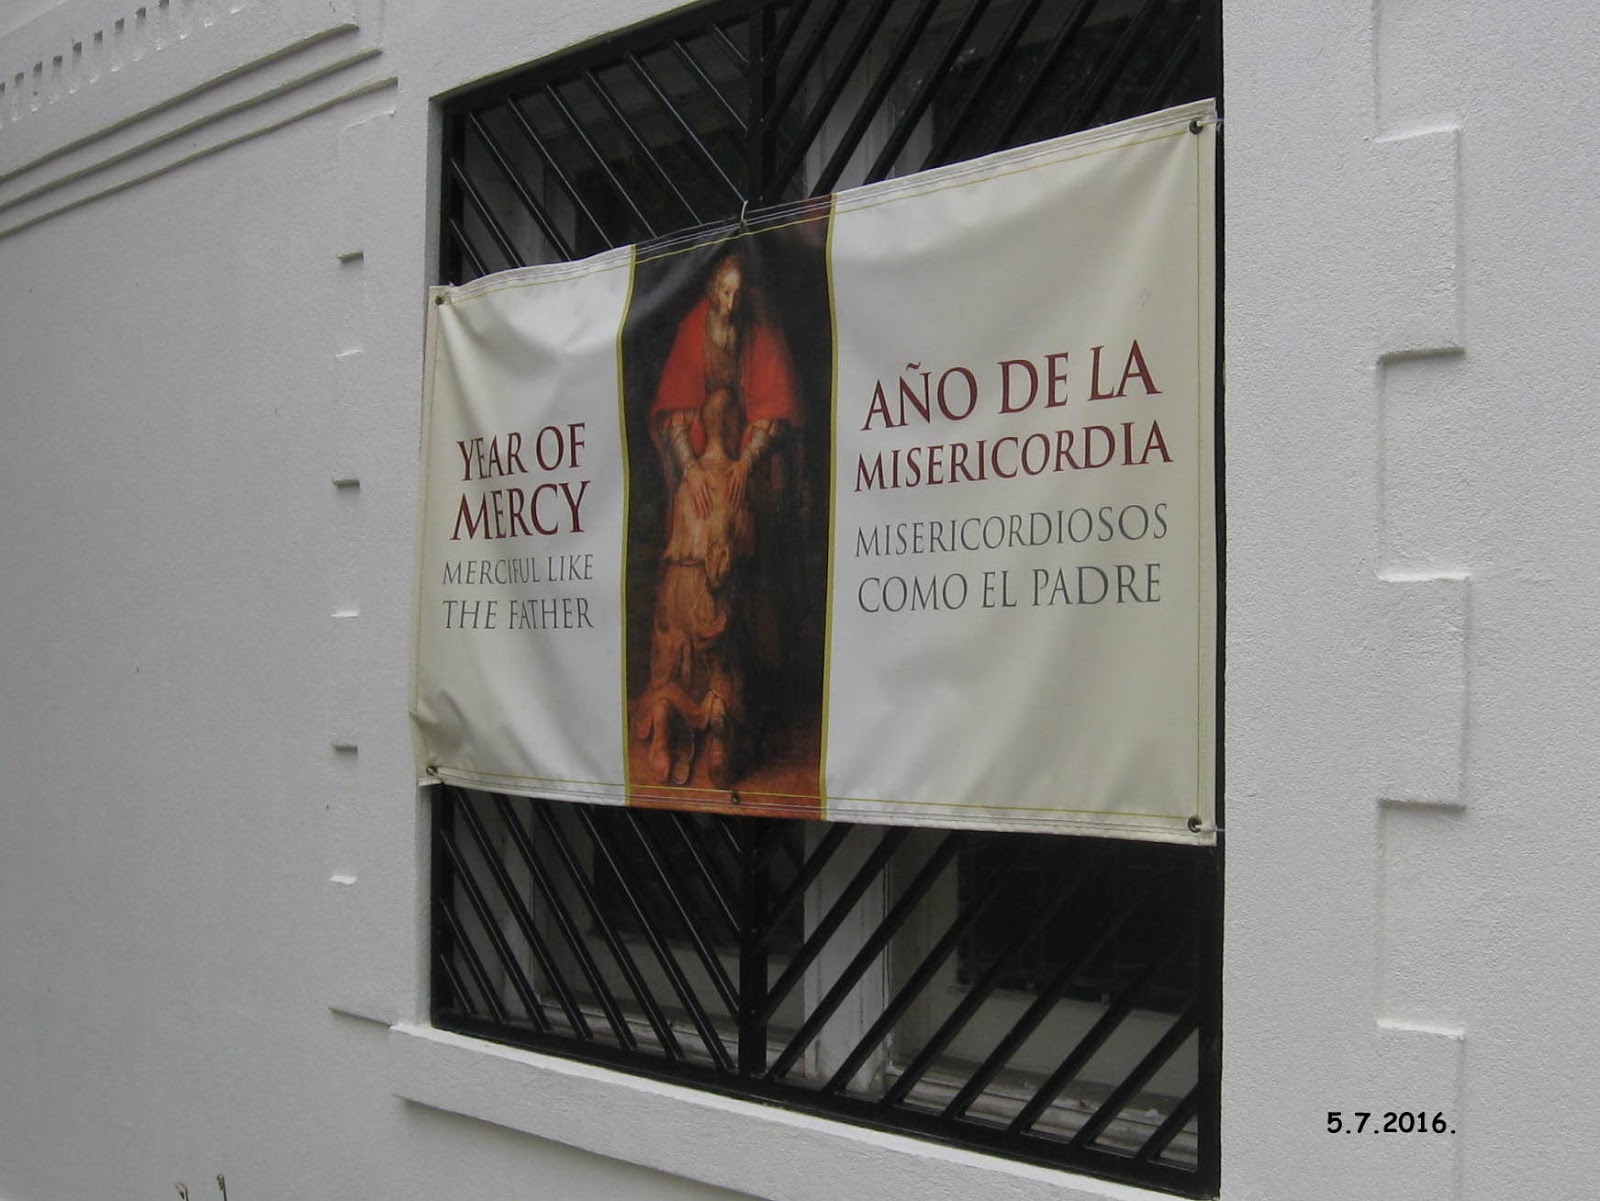 YEAR OF
MERCY
MERCIFUL LIKE
THE FATHER
AÑO DE LA
MISERICORDIA
MISERICORDIOSOS
COMO EL PADRE
5.7.2016.